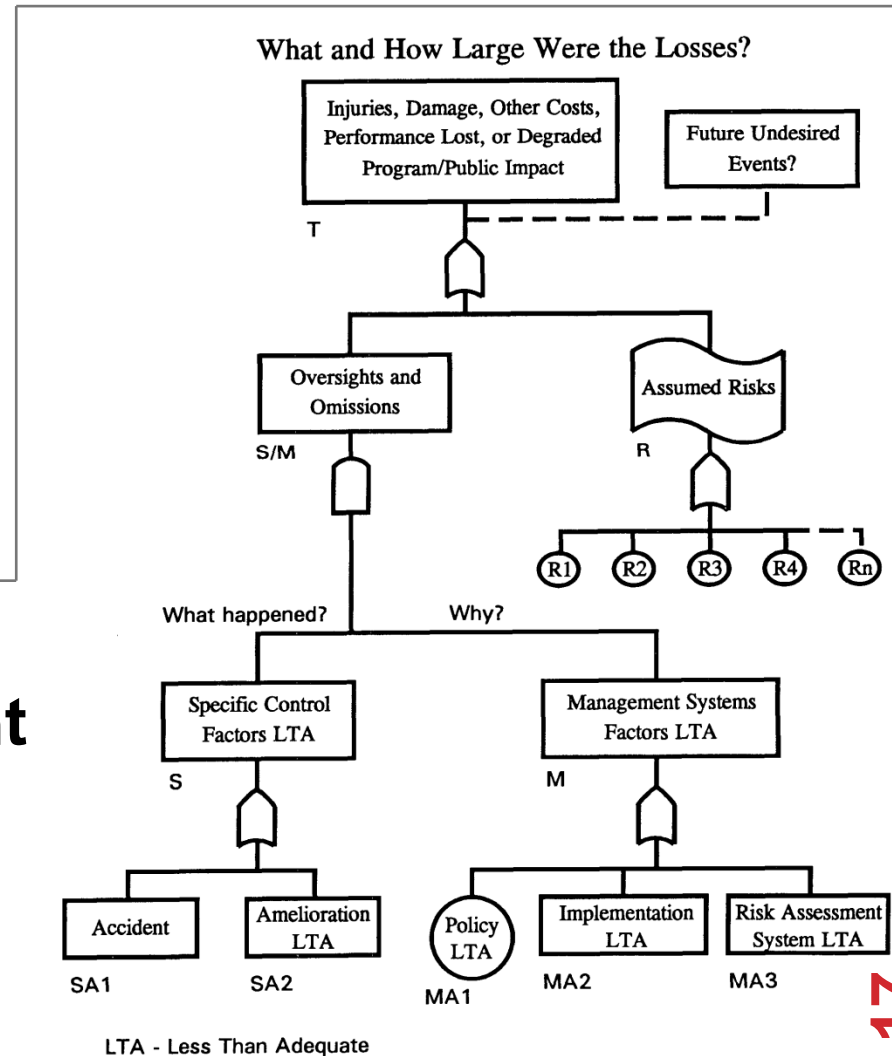 What and How Large Were the Losses?
Injuries, Damage, Other Costs,
Performance Lost, or Degraded
Program/Public Impact
Future Undesired
Events?
T
Oversights and
Omissions
Assumed Risks
S/M
R
R1 R2 R3 R4 Rn
What happened? Why?
Specific Control
Factors LTA
Management Systems
Factors LTA
S
M
Accident
Amelioration
LTA
Policy
LTA
Implementation
LTA
Risk Assessment
System LTA
SA1
SA2
MA1
MA2
MA3
LTA - Less Than Adequate
17